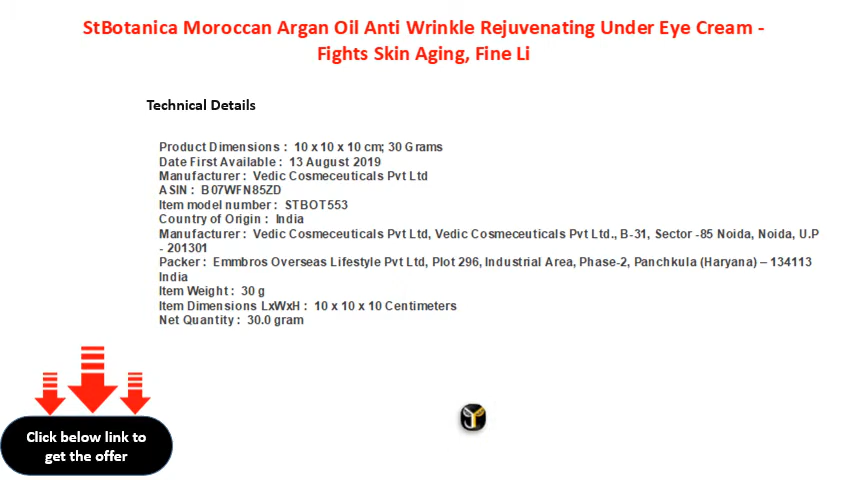 StBotanica Moroccan Argan Oil Anti Wrinkle Rejuvenating Under Eye Cream -
Fights Skin Aging, Fine Li
Technical Details
Product Dimensions : 10 x 10 x 10 cm; 30 Grams
Date First Available : 13 August 2019
Manufacturer : Vedic Cosmeceuticals Pvt Ltd
ASIN : B07WFN85ZD
Item model number : STBOT553
Country of Origin : India
Manufacturer : Vedic Cosmeceuticals Pvt Ltd, Vedic Cosmeceuticals Pvt Ltd., B-31, Sector -85 Noida, Noida, U.P
- 201301
Packer : Emmbros Overseas Lifestyle Pvt Ltd, Plot 296, Industrial Area, Phase-2, Panchkula (Haryana) – 134113
India
Item Weight : 30 g
Item Dimensions LxWxH : 10 x 10 x 10 Centimeters
Net Quantity : 30.0 gram
Click below link to
get the offer